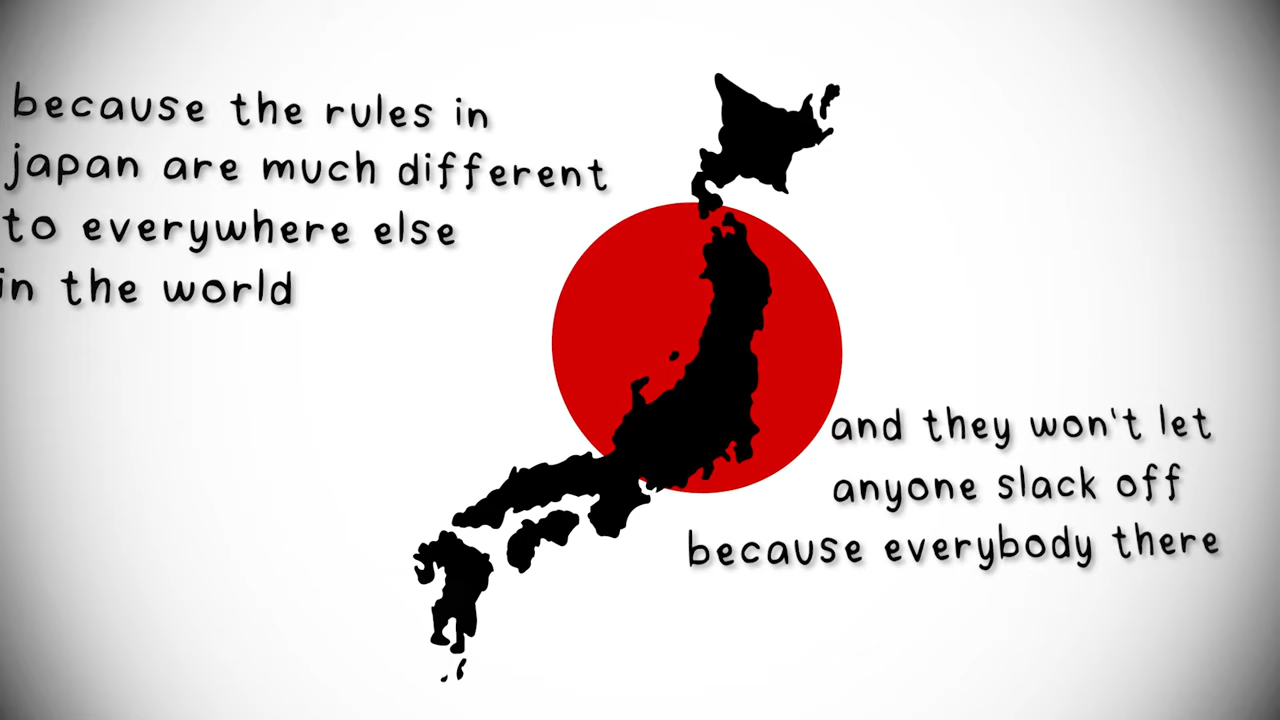 because the rules in
japan are much different
to everywhere else
in the world
and they won't let
anyone slack off
because everybody there